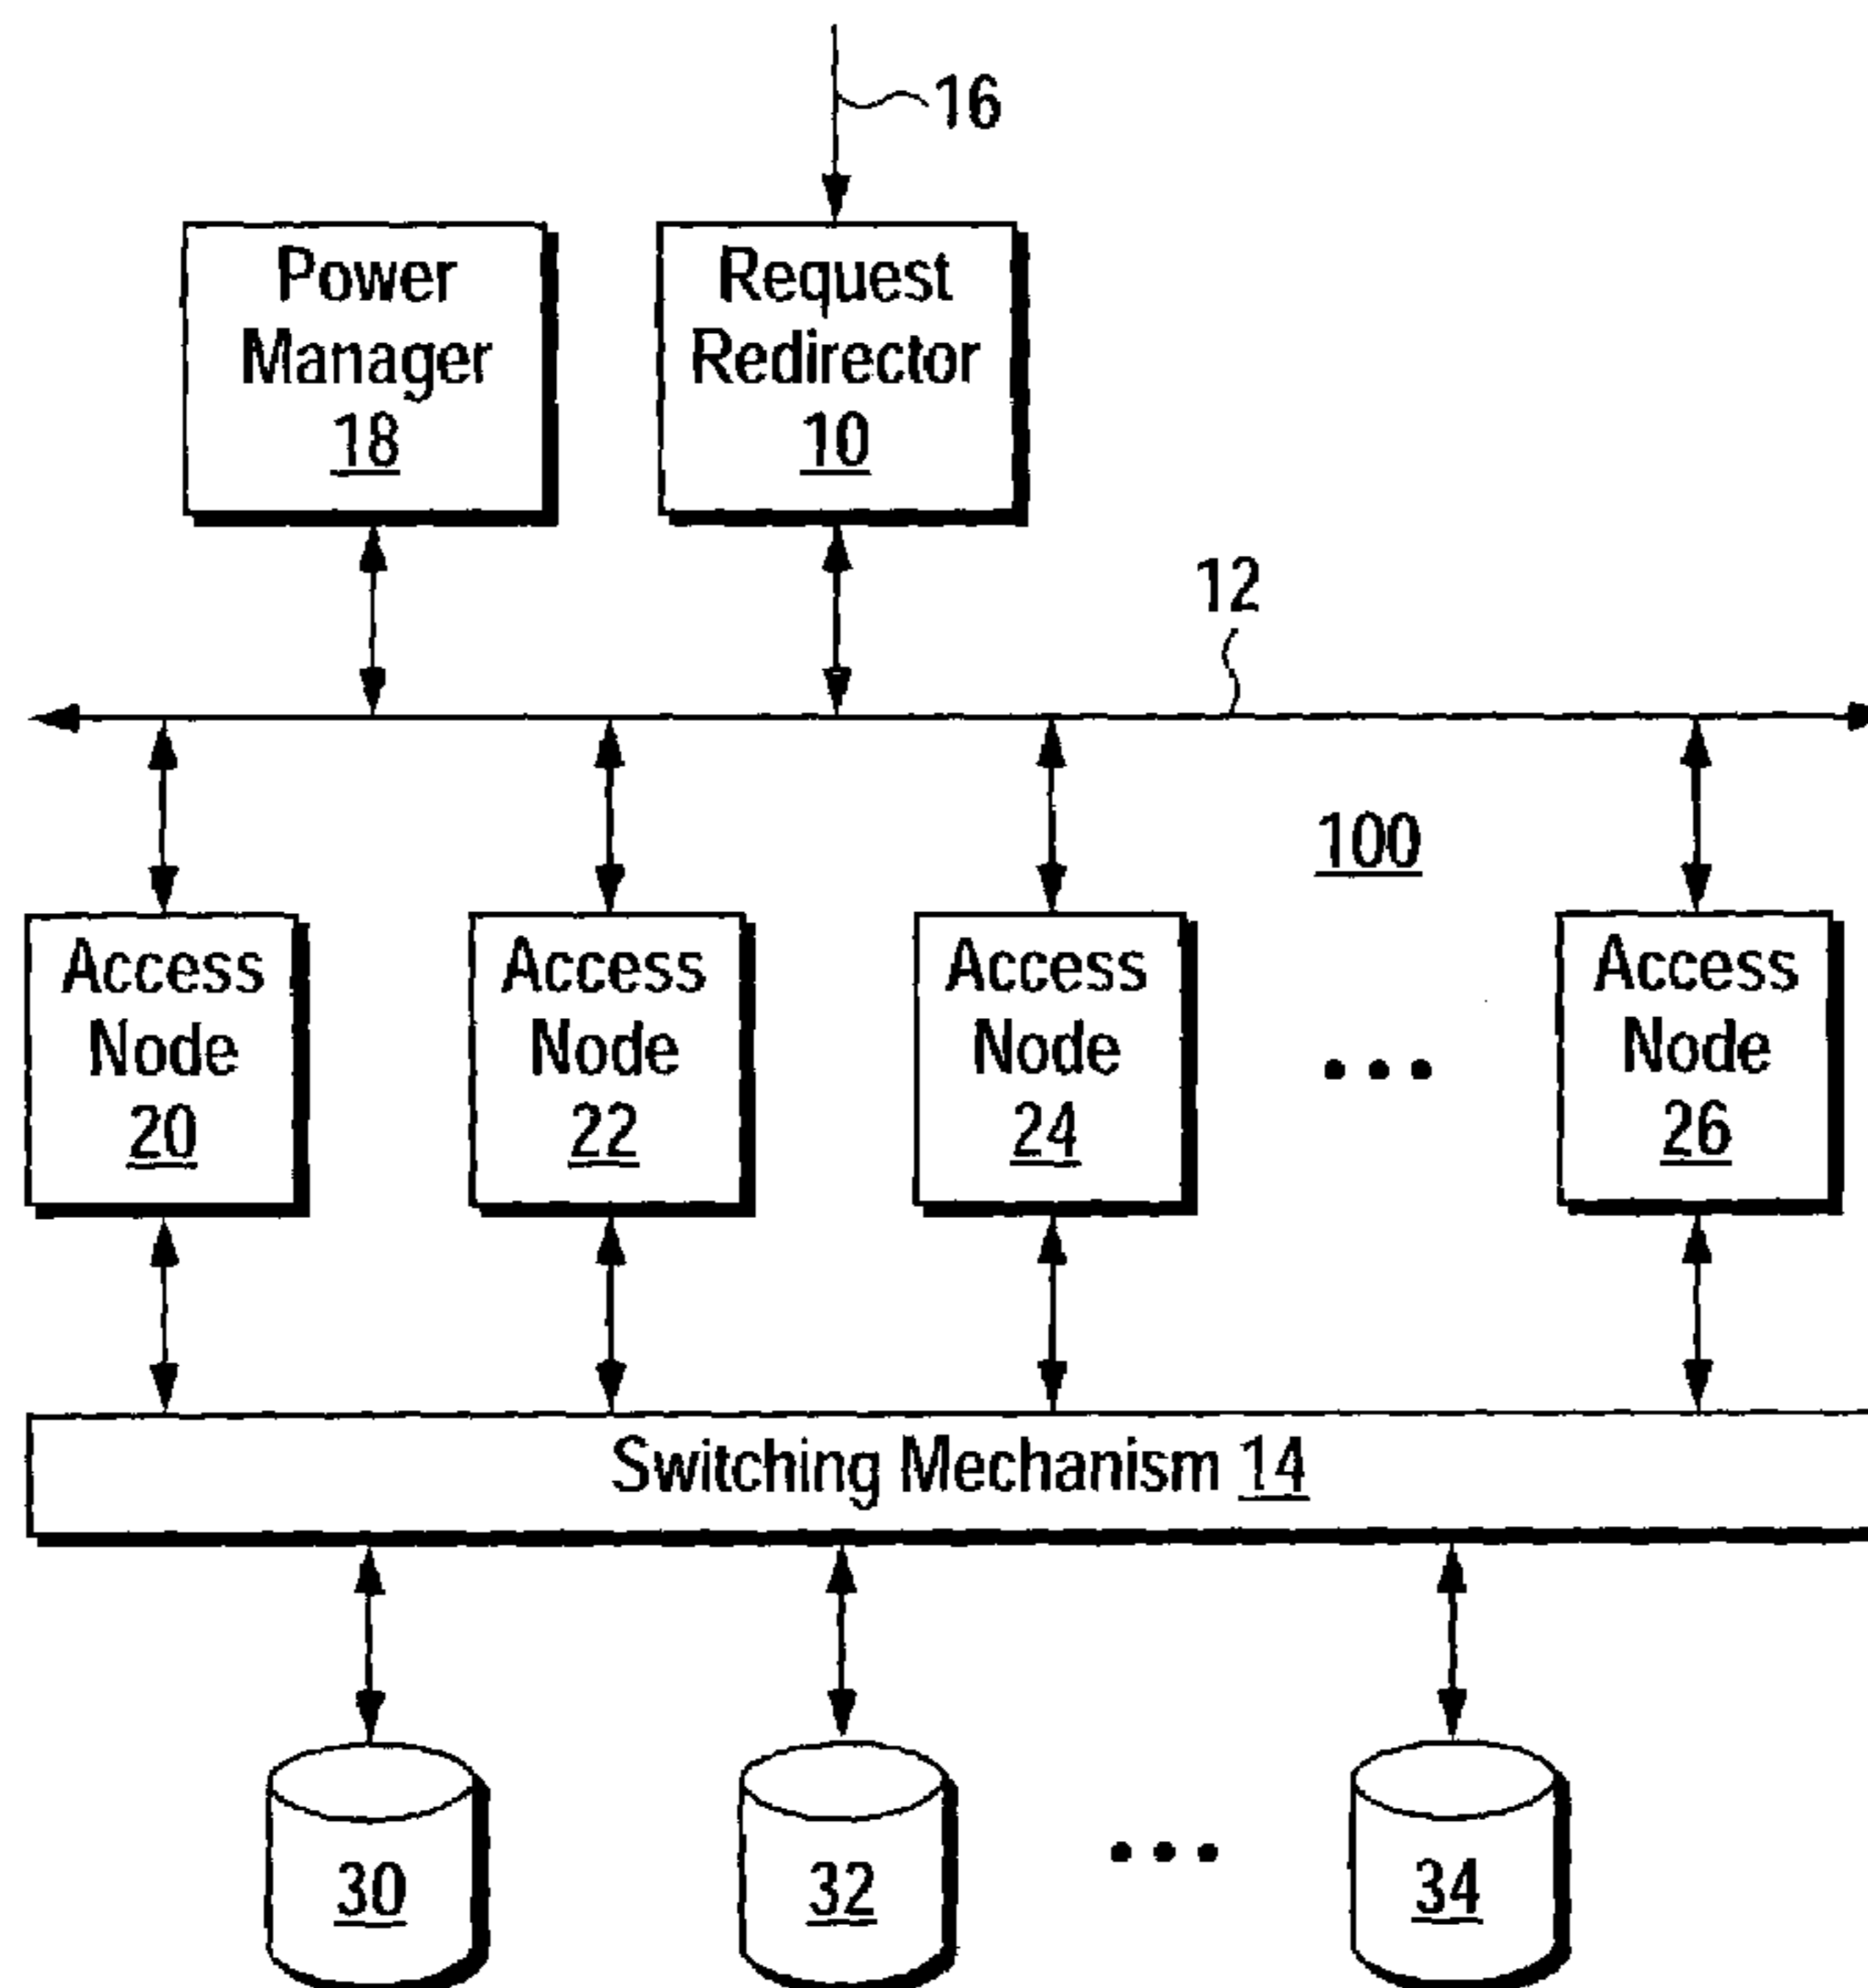 16
Power
Manager
18
Request
Redirector
10
12
100
Access
Node
20
Access
Node
22
Access
Node
24
Access
Node
26
Switching Mechanism 14
30
32
34